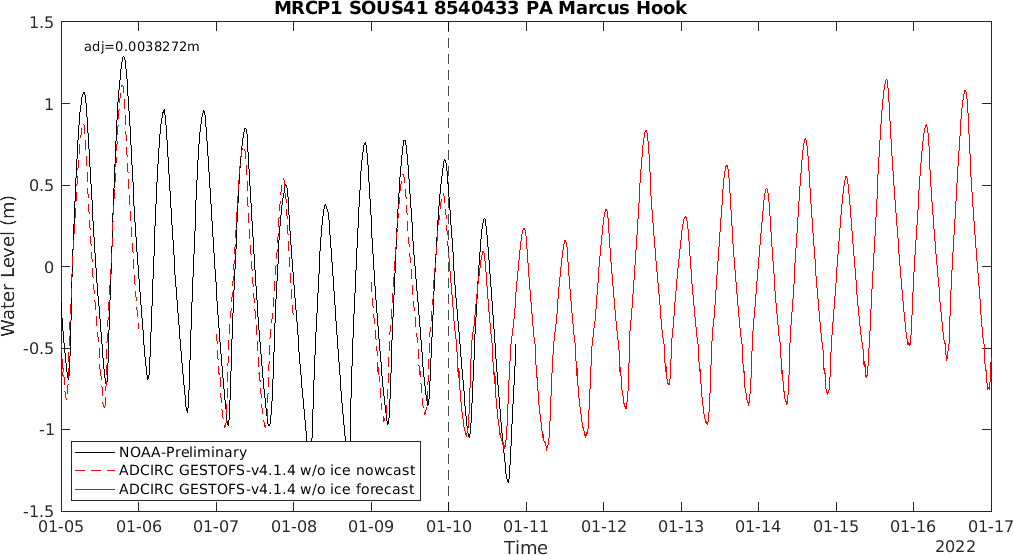 MRCP1 SOUS41 8540433 PA Marcus Hook
adj=0.0038272m
1.5
1
0.5
0
-0.5
-1
-1.5
Water Level (m)
NOAA-Preliminary
ADCIRC GESTOFS-v4.1.4 w/o ice nowcast
ADCIRC GESTOFS-v4.1.4 w/o ice forecast
01-05 01-06 01-07 01-08 01-09 01-10 01-11 01-12 01-13 01-14 01-15 01-16 01-17
Time
2022